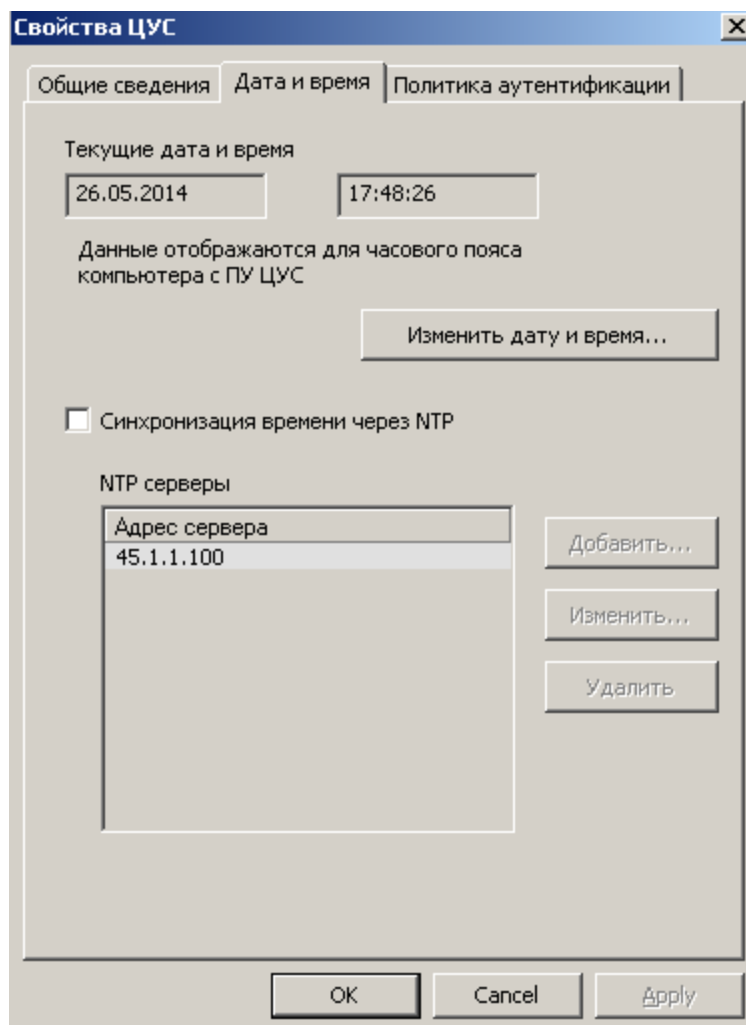 Свойства ЦУС
Общие сведения
Дата и время
Политика аутентификации
Текущие дата и время
26.05.2014
17:48:26
Данные отображаются для часового пояса
компьютера с ПУ ЦУС
Изменить дату и время...
Синхронизация времени через NTP
NTP серверы
Адрес сервера
45.1.1.100
Добавить...
Изменить...
Удалить
OK
Cancel
Apply